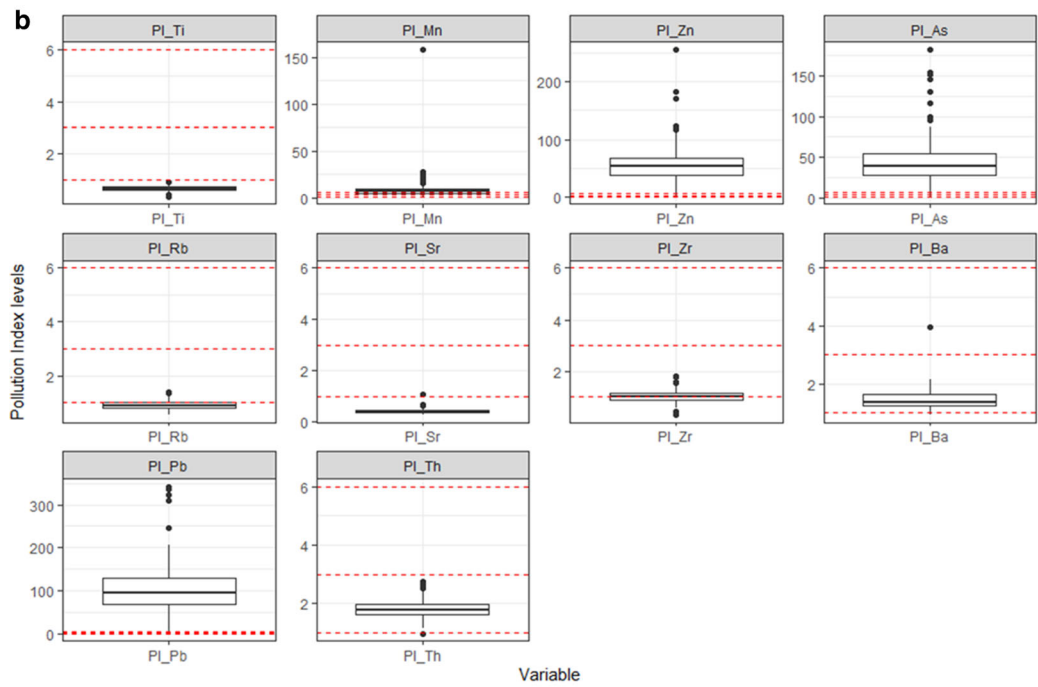 b
PI_Ti
PI_Mn
PI_Zn
PI_As
6
4
2
150
100
50
0
200
100
0
150
100
50
0
PI_Ti
PI_Mn
PI_Zn
PI_As
PI_Rb
PI_Sr
PI_Zr
PI_Ba
6
4
2
6
4
2
0
6
4
2
6
4
2
PI_Rb
PI_Sr
PI_Zr
PI_Ba
PI_Pb
PI_Th
300
200
100
0
6
4
2
PI_Pb
PI_Th
Pollution Index levels
Variable